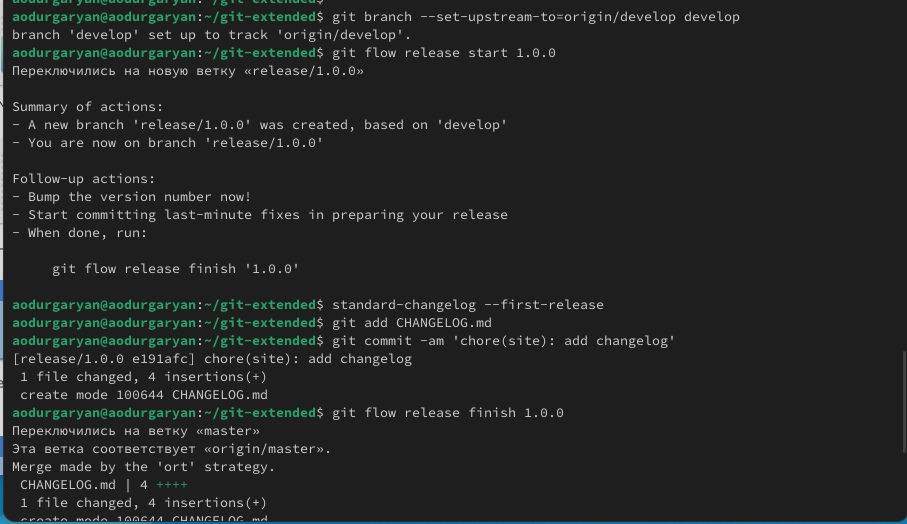 aodurgaryan@aodurgaryan:~/git-extended$ git branch --set-upstream-to=origin/develop develop
branch 'develop' set up to track 'origin/develop'.
aodurgaryan@aodurgaryan:~/git-extended$ git flow release start 1.0.0
Переключились на новую ветку «release/1.0.0»
Summary of actions:
- A new branch 'release/1.0.0' was created, based on 'develop'
- You are now on branch 'release/1.0.0'
Follow-up actions:
- Bump the version number now!
- Start committing last-minute fixes in preparing your release
- When done, run:
git flow release finish '1.0.0'
aodurgaryan@aodurgaryan:~/git-extended$ standard-changelog --first-release
aodurgaryan@aodurgaryan:~/git-extended$ git add CHANGELOG.md
aodurgaryan@aodurgaryan:~/git-extended$ git commit -am 'chore(site): add changelog'
[release/1.0.0 e191afc] chore(site): add changelog
1 file changed, 4 insertions(+)
create mode 100644 CHANGELOG.md
aodurgaryan@aodurgaryan:~/git-extended$ git flow release finish 1.0.0
Переключились на ветку «master»
Эта ветка соответствует «origin/master».
Merge made by the 'ort' strategy.
CHANGELOG.md | 4 ++++
1 file changed, 4 insertions(+)
create mode 100644 CHANGELOG.md